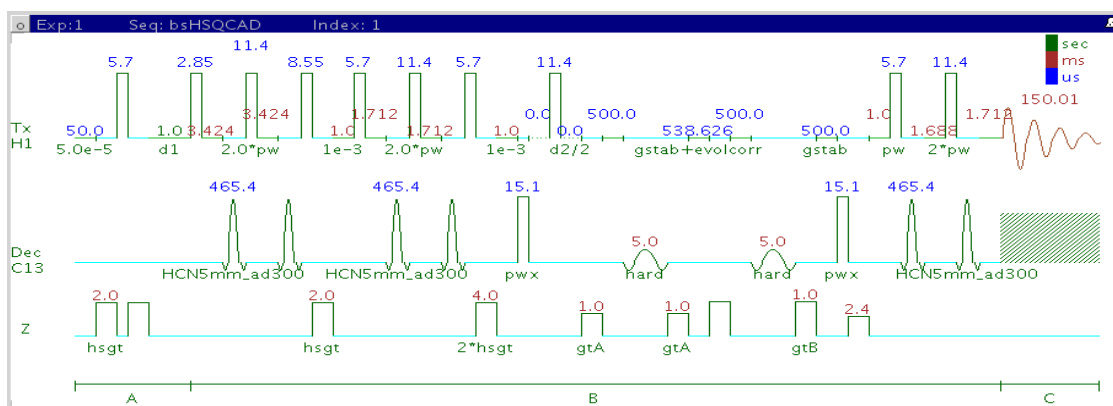 o Exp:1 Seq: bsHSQCAD Index: 1
11.4
5.7 2.85 8.55 5.7 11.4 5.7 11.4 5.7 11.4
sec
ms
us
150.01
3.424 1.712 0.0 500.0 500.0 1.0 1.712
Tx 50.0 1.0 3.424 1.0 1.712 1.0 0.0 538.626 500.0 1.688
H1 5.0e-5 d1 2.0*pw 1e-3 2.0*pw 1e-3 d2/2 gstab+evolcorr gstab pw 2*pw
465.4 465.4 15.1 15.1 465.4
5.0 5.0
Dec
C13 HCN5mm_ad300 HCN5mm_ad300 pwx hard hard pwx HCN5mm_ad300
2.0 2.0 4.0 1.0 1.0 1.0 2.4
Z
hsgt hsgt 2*hsgt gtA gtA gtB
A B C